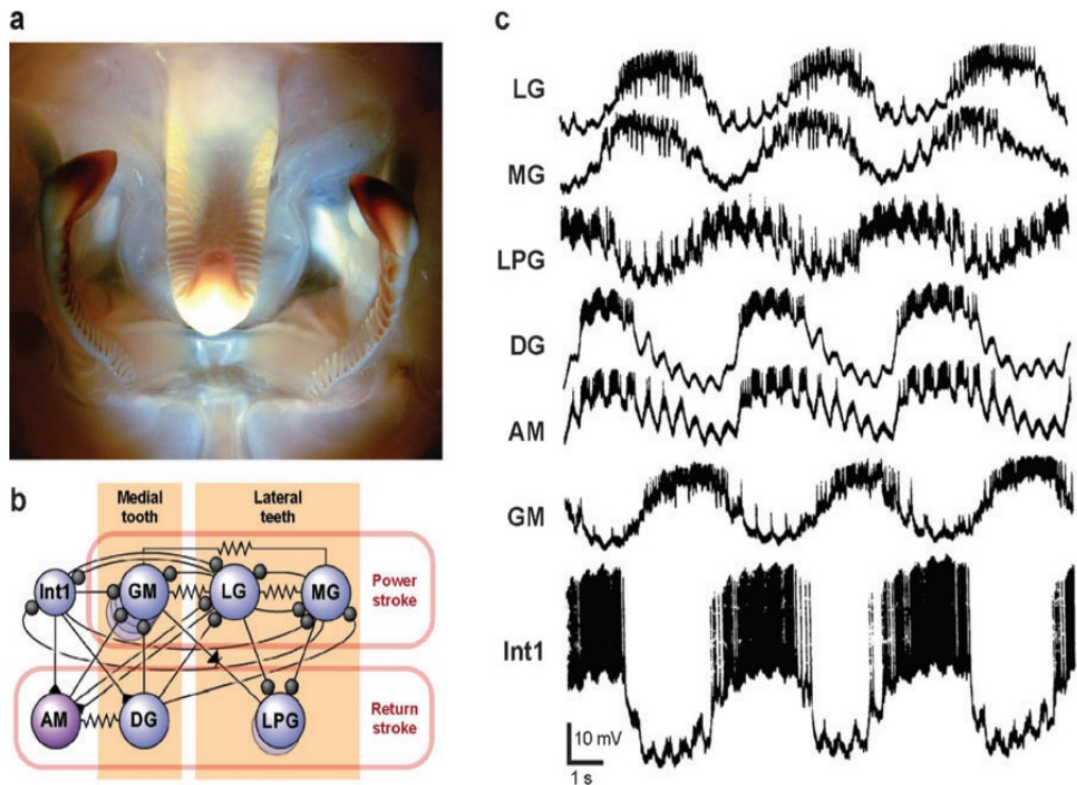 a
b
Medial
tooth
Lateral
teeth
Int1
GM
LG
MG
Power
stroke
AM
DG
LPG
Return
stroke
c
LG
MG
LPG
DG
AM
GM
Int1
10 mV
1 s